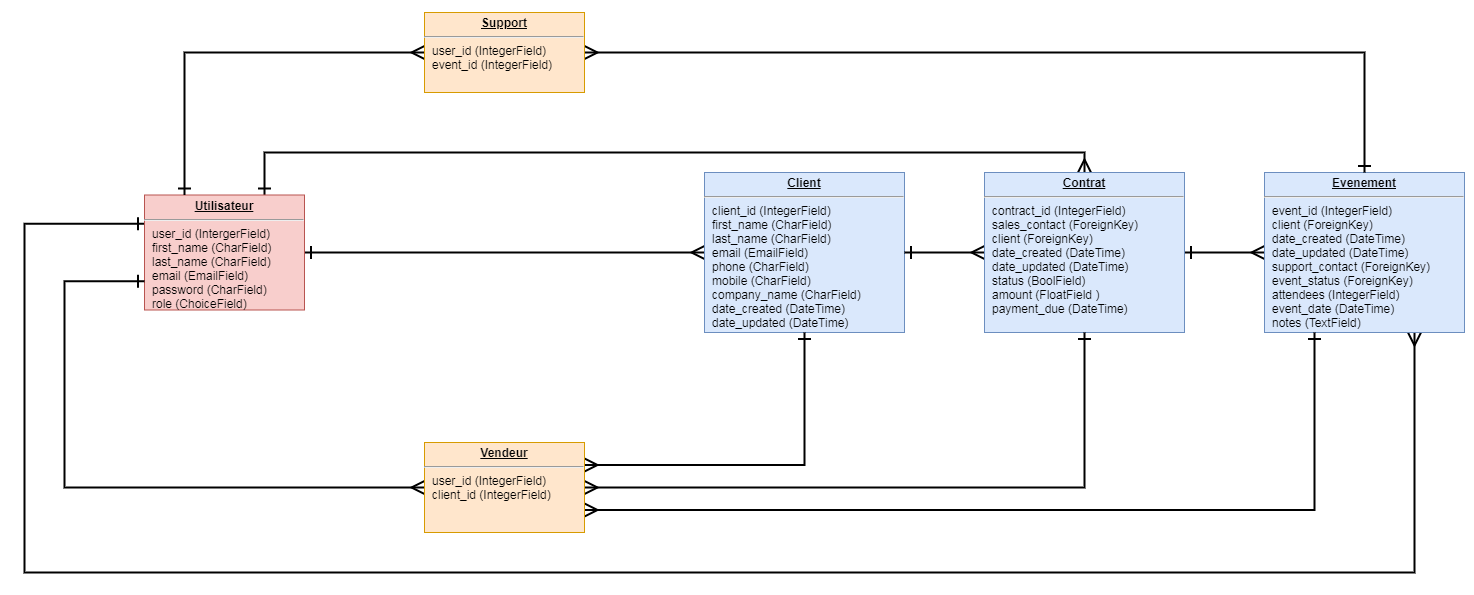 Support
user_id (IntegerField)
event_id (IntegerField)
Utilisateur
user_id (IntergerField)
first_name (CharField)
last_name (CharField)
email (EmailField)
password (CharField)
role (ChoiceField)
Client
client_id (IntegerField)
first_name (CharField)
last_name (CharField)
email (EmailField)
phone (CharField)
mobile (CharField)
company_name (CharField)
date_created (DateTime)
date_updated (DateTime)
Contrat
contract_id (IntegerField)
sales_contact (ForeignKey)
client (ForeignKey)
date_created (DateTime)
date_updated (DateTime)
status (BoolField)
amount (FloatField )
payment_due (DateTime)
Evenement
event_id (IntegerField)
client (ForeignKey)
date_created (DateTime)
date_updated (DateTime)
support_contact (ForeignKey)
event_status (ForeignKey)
attendees (IntegerField)
event_date (DateTime)
notes (TextField)
Vendeur
user_id (IntegerField)
client_id (IntegerField)